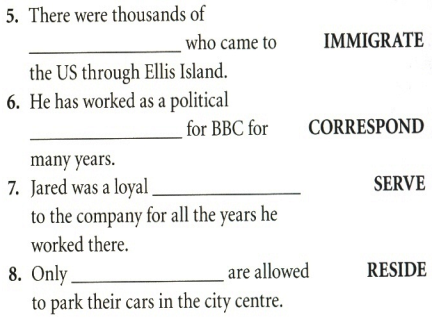 5. There were thousands of
_______________ who came to IMMIGRATE
the US through Ellis Island.
6. He has worked as a political
_______________ for BBC for CORRESPOND
many years.
7. Jared was a loyal _______________ SERVE
to the company for all the years he
worked there.
8. Only _______________ are allowed RESIDE
to park their cars in the city centre.